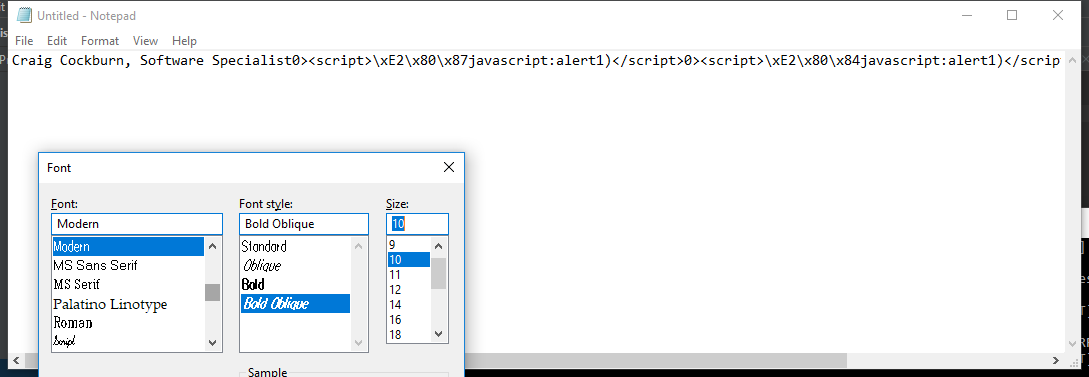 Untitled - Notepad
File Edit Format View Help
Craig Cockburn, Software Specialist0><script>\xE2\x80\x87javascript:alert1)</script>0><script>\xE2\x80\x84javascript:alert1)</script
Font
Font: Font style: Size:
Modern Bold Oblique 10
Modern Standard 9
MS Sans Serif Oblique 10
MS Serif Bold 11
Palatino Linotype Bold Oblique 12
Roman 14
Script 16
18
Sample